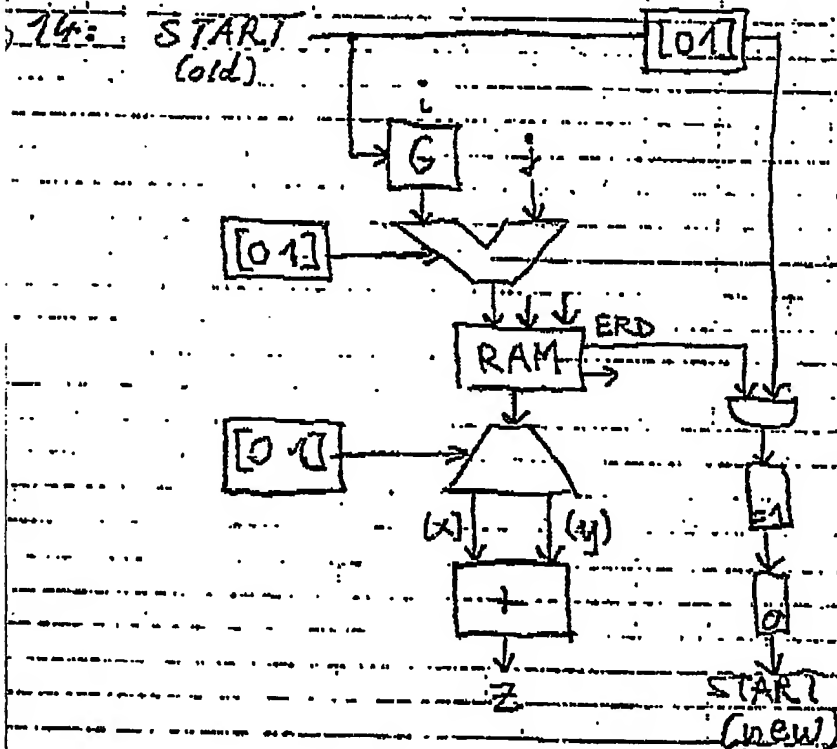 14: START [01]
(old)
i
G j
[01]
ERD
RAM
[01]
(x) (y)
=1
+
0
Z START
(new)